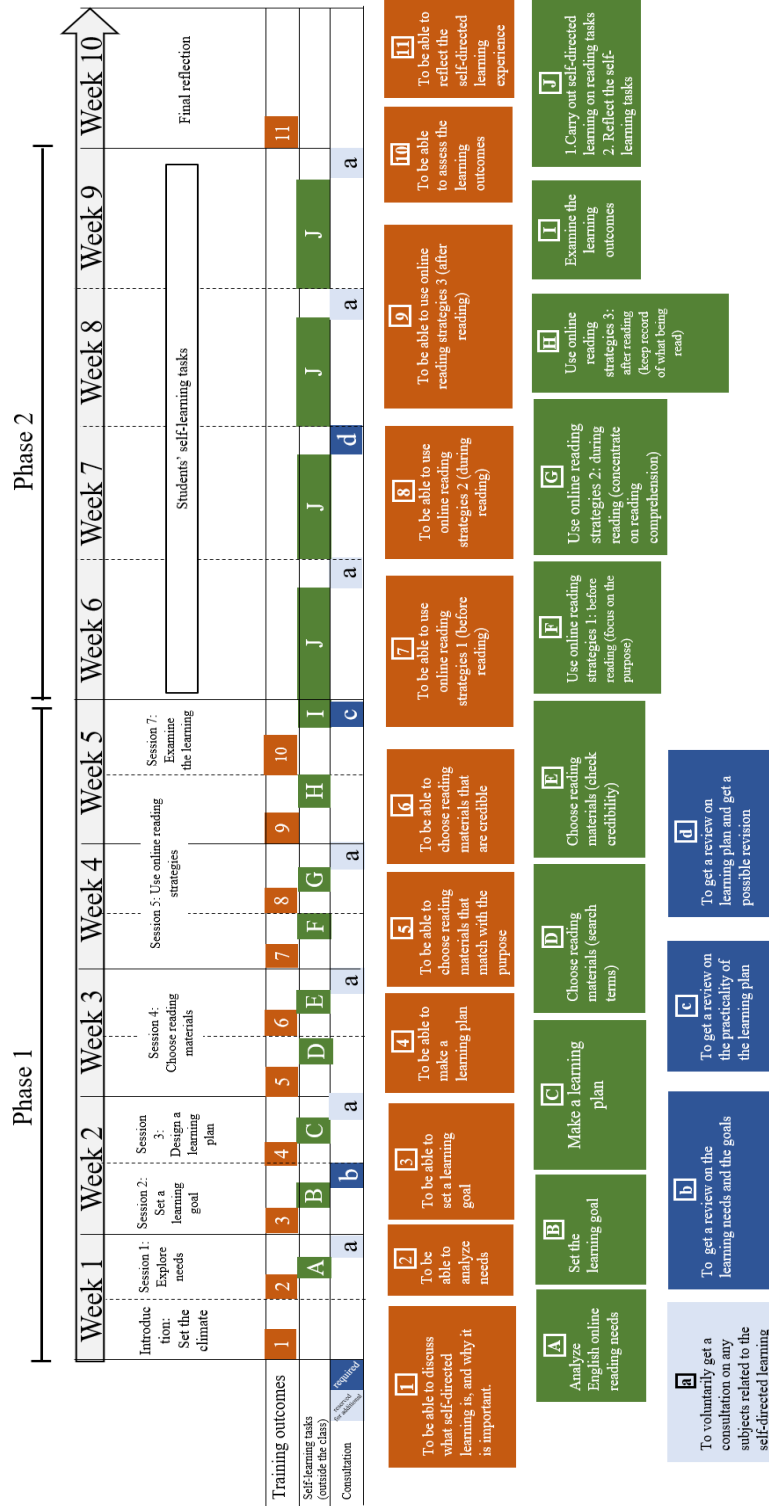 Phase 1
Phase 2
Week 1
Week 2
Week 3
Week 4
Week 5
Week 6
Week 7
Week 8
Week 9
Week 10
Introduc
tion:
Set the
climate
Session 1:
Explore
needs
Session 2:
Set a
learning
goal
Session
3:
Design a
learning
plan
Session 4:
Choose reading
materials
Session 5: Use online reading
strategies
Session 7:
Examine
the learning
Students' self-learning tasks
Final reflection
Training outcomes
1
2
3
4
5
6
7
8
9
10
11
Self-learning tasks
(outside the class)
A
B
C
D
E
F
G
H
I
J
J
J
J
Consultation
reserved
for additional
required
a
b
a
a
a
c
a
d
a
a
1
To be able to discuss
what self-directed
learning is, and why it
is important.
2
To be
able to
analyze
needs
3
To be able to
set a learning
goal
4
To be able to
make a
learning plan
5
To be able to
choose reading
materials that
match with the
purpose
6
To be able to
choose reading
materials that
are credible
7
To be able to use
online reading
strategies 1 (before
reading)
8
To be able to use
online reading
strategies 2 (during
reading)
9
To be able to use online
reading strategies 3 (after
reading)
10
To be able
to assess the
learning
outcomes
11
To be able to
reflect the
self-directed
learning
experience
A
Analyze
English online
reading needs
B
Set the
learning goal
C
Make a learning
plan
D
Choose reading
materials (search
terms)
E
Choose reading
materials (check
credibility)
F
Use online reading
strategies 1: before
reading (focus on the
purpose)
G
Use online reading
strategies 2: during
reading (concentrate
on reading
comprehension)
H
Use online
reading
strategies 3:
after reading
(keep record
of what being
read)
I
Examine the
learning
outcomes
J
1.Carry out self-directed
learning on reading tasks
2. Reflect the self-
learning tasks
a
To voluntarily get a
consultation on any
subjects related to the
self-directed learning
b
To get a review on the
learning needs and the goals
c
To get a review on
the practicality of
the learning plan
d
To get a review on
learning plan and get a
possible revision